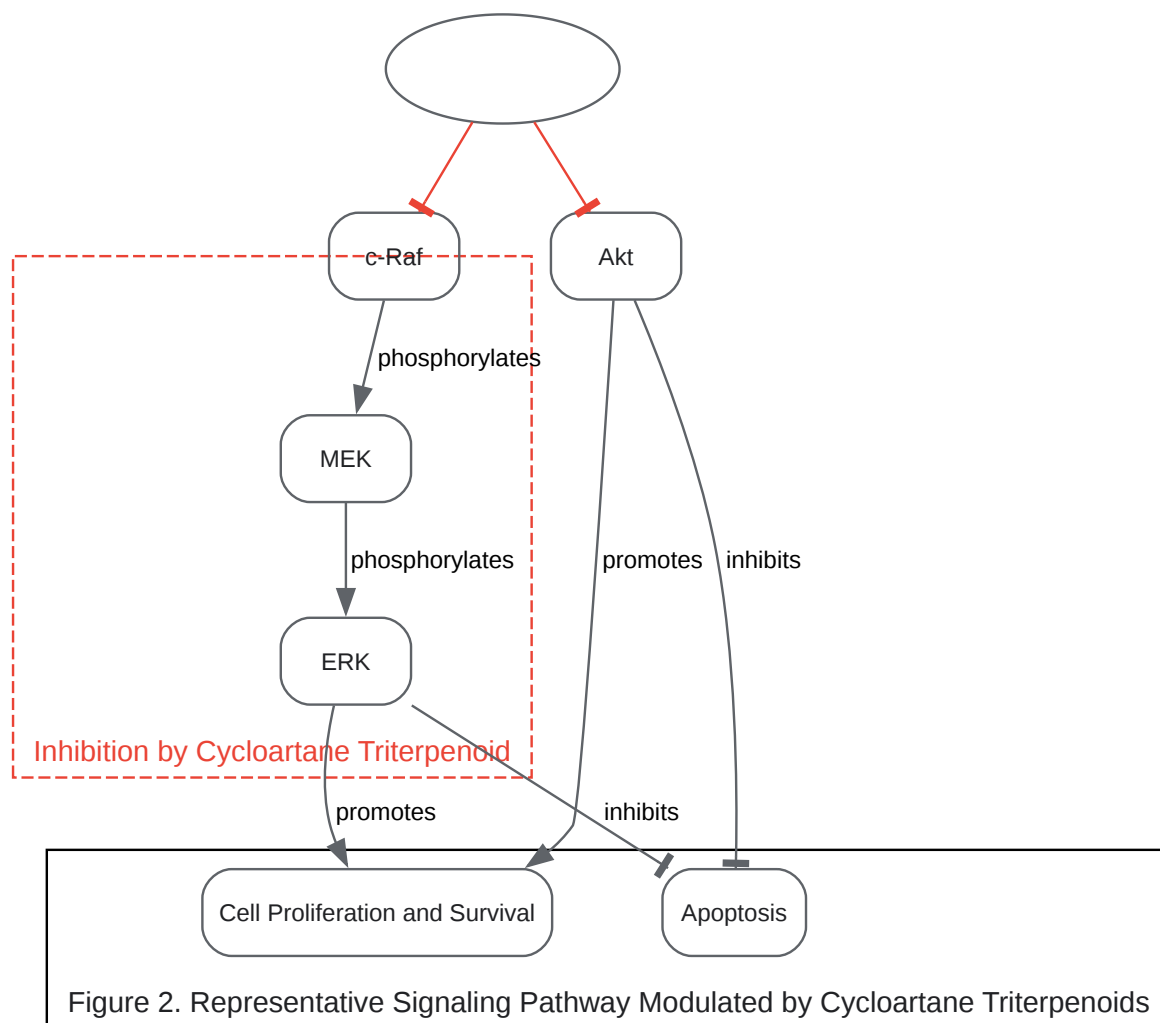 c-Raf
Akt
phosphorylates
MEK
phosphorylates
promotes
inhibits
ERK
Inhibition by Cycloartane Triterpenoid
promotes
inhibits
Cell Proliferation and Survival
Apoptosis
Figure 2. Representative Signaling Pathway Modulated by Cycloartane Triterpenoids